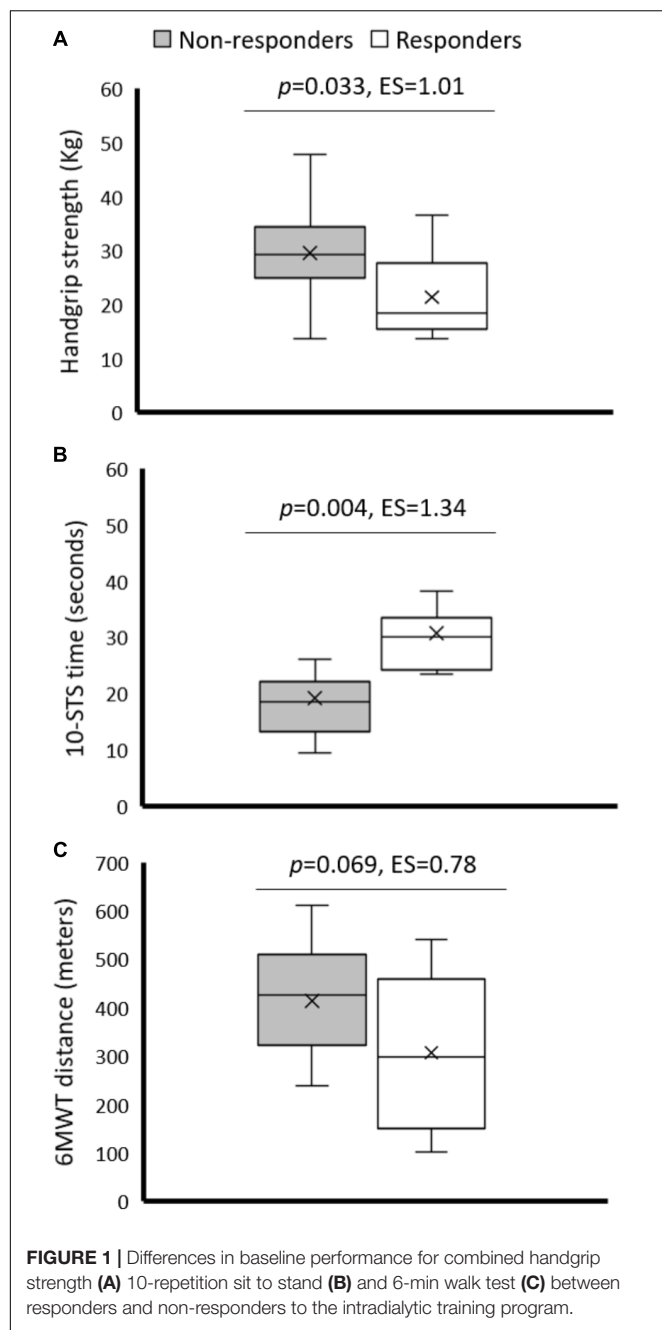 A
Non-responders Responders
p=0.033, ES=1.01
Handgrip strength (Kg)
60
50
40
30
20
10
0
B
p=0.004, ES=1.34
10-STS time (seconds)
60
50
40
30
20
10
0
C
p=0.069, ES=0.78
6MWT distance (meters)
700
600
500
400
300
200
100
0
FIGURE 1 | Differences in baseline performance for combined handgrip
strength (A) 10-repetition sit to stand (B) and 6-min walk test (C) between
responders and non-responders to the intradialytic training program.